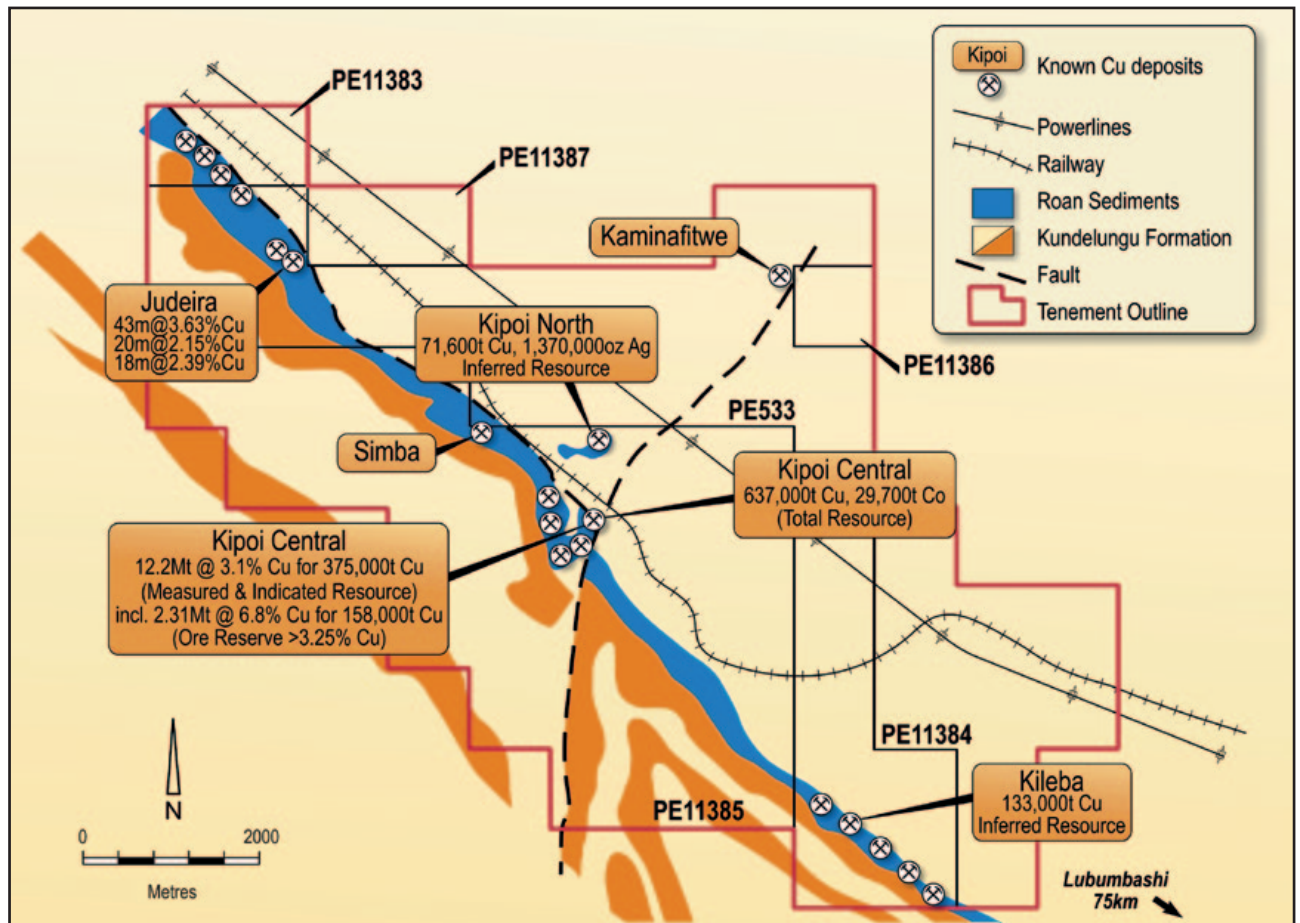 PE11383
PE11387
Kipoi
Known Cu deposits
Powerlines
Railway
Roan Sediments
Kundelungu Formation
Fault
Tenement Outline
Kaminafitwe
Judeira
43m@3.63%Cu
20m@2.15%Cu
18m@2.39%Cu
Kipoi North
71,600t Cu, 1,370,000oz Ag
Inferred Resource
PE11386
PE533
Simba
Kipoi Central
637,000t Cu, 29,700t Co
(Total Resource)
Kipoi Central
12.2Mt @ 3.1% Cu for 375,000t Cu
(Measured & Indicated Resource)
incl. 2.31Mt @ 6.8% Cu for 158,000t Cu
(Ore Reserve >3.25% Cu)
PE11384
Kileba
133,000t Cu
Inferred Resource
PE11385
N
0 2000
Metres
Lubumbashi
75km